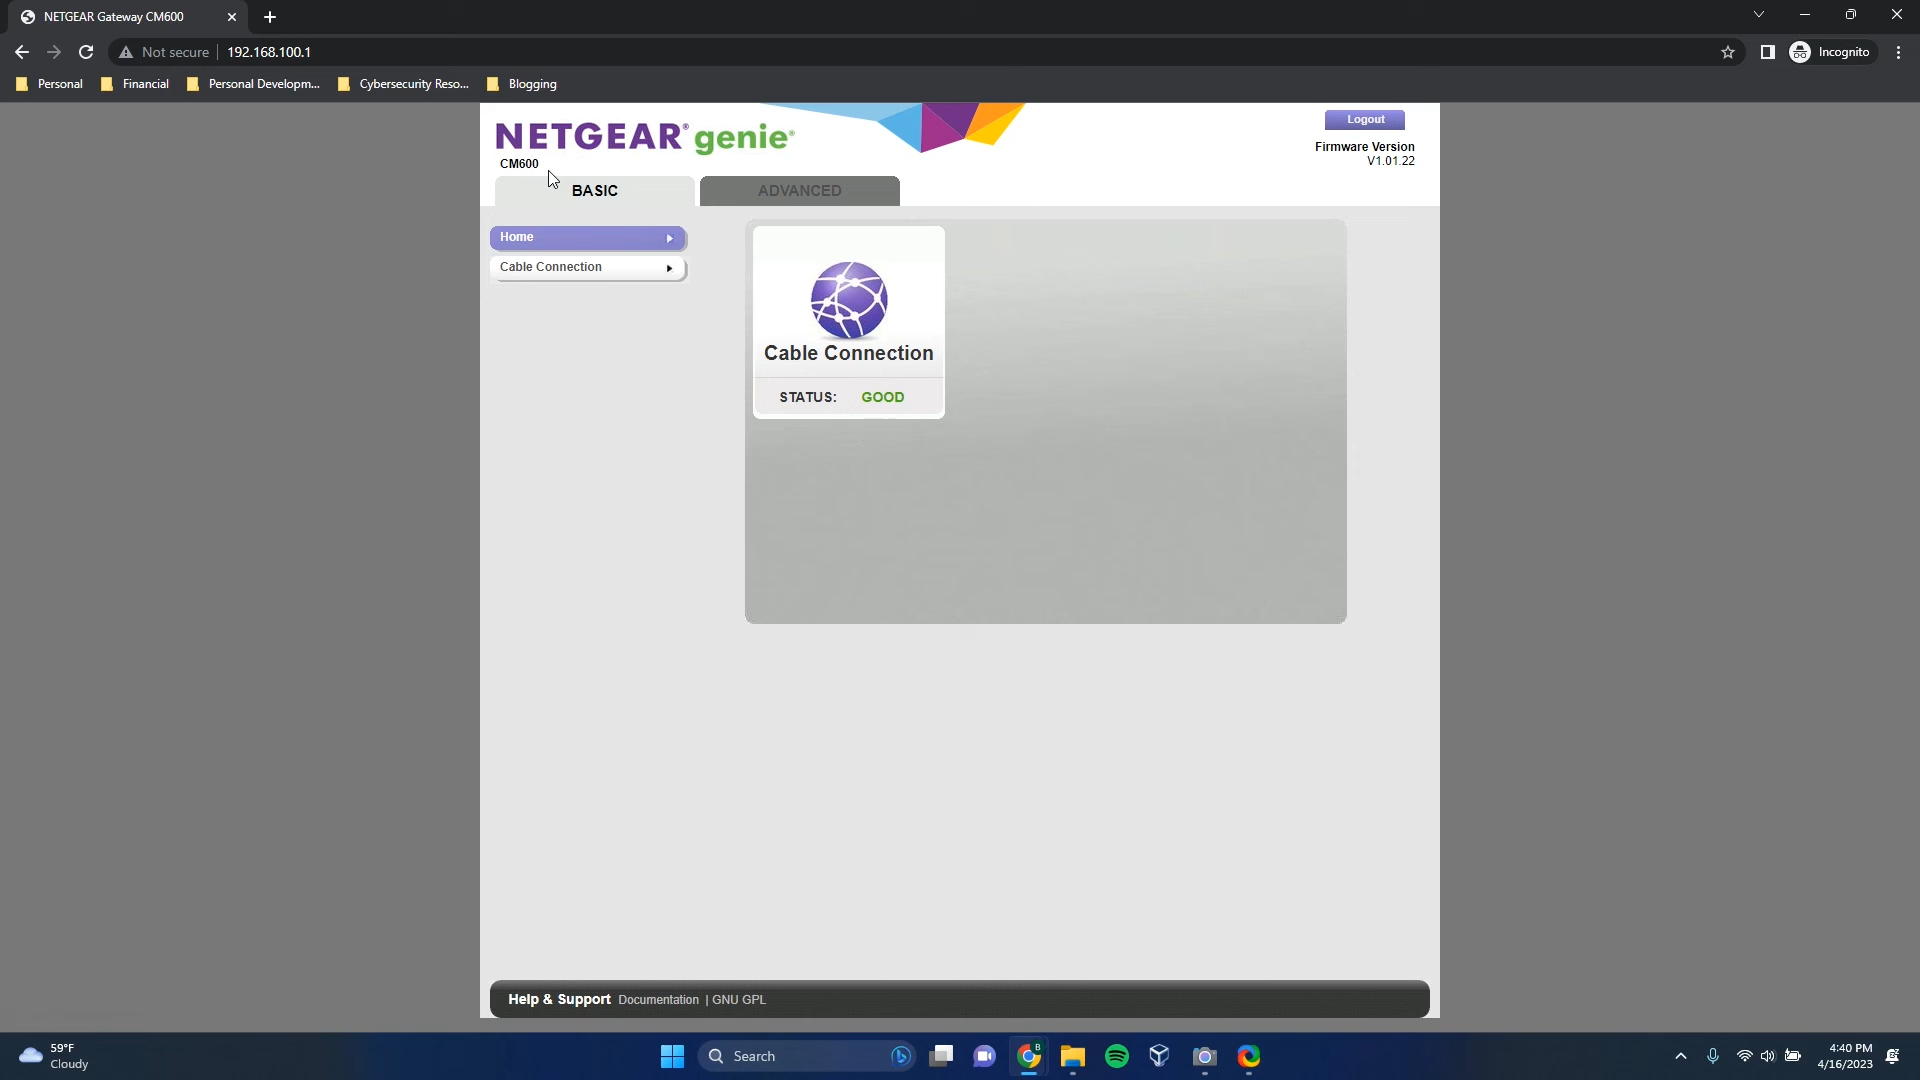 NETGEAR Gateway CM600
Not secure 192.168.100.1
Incognito
Personal Financial Personal Developm... Cybersecurity Reso... Blogging
NETGEAR® genie®
Logout
Firmware Version
V1.01.22
CM600
BASIC ADVANCED
Home
Cable Connection
Cable Connection
STATUS: GOOD
Help & Support Documentation | GNU GPL
59°F
Cloudy
Search
B
4:40 PM
4/16/2023